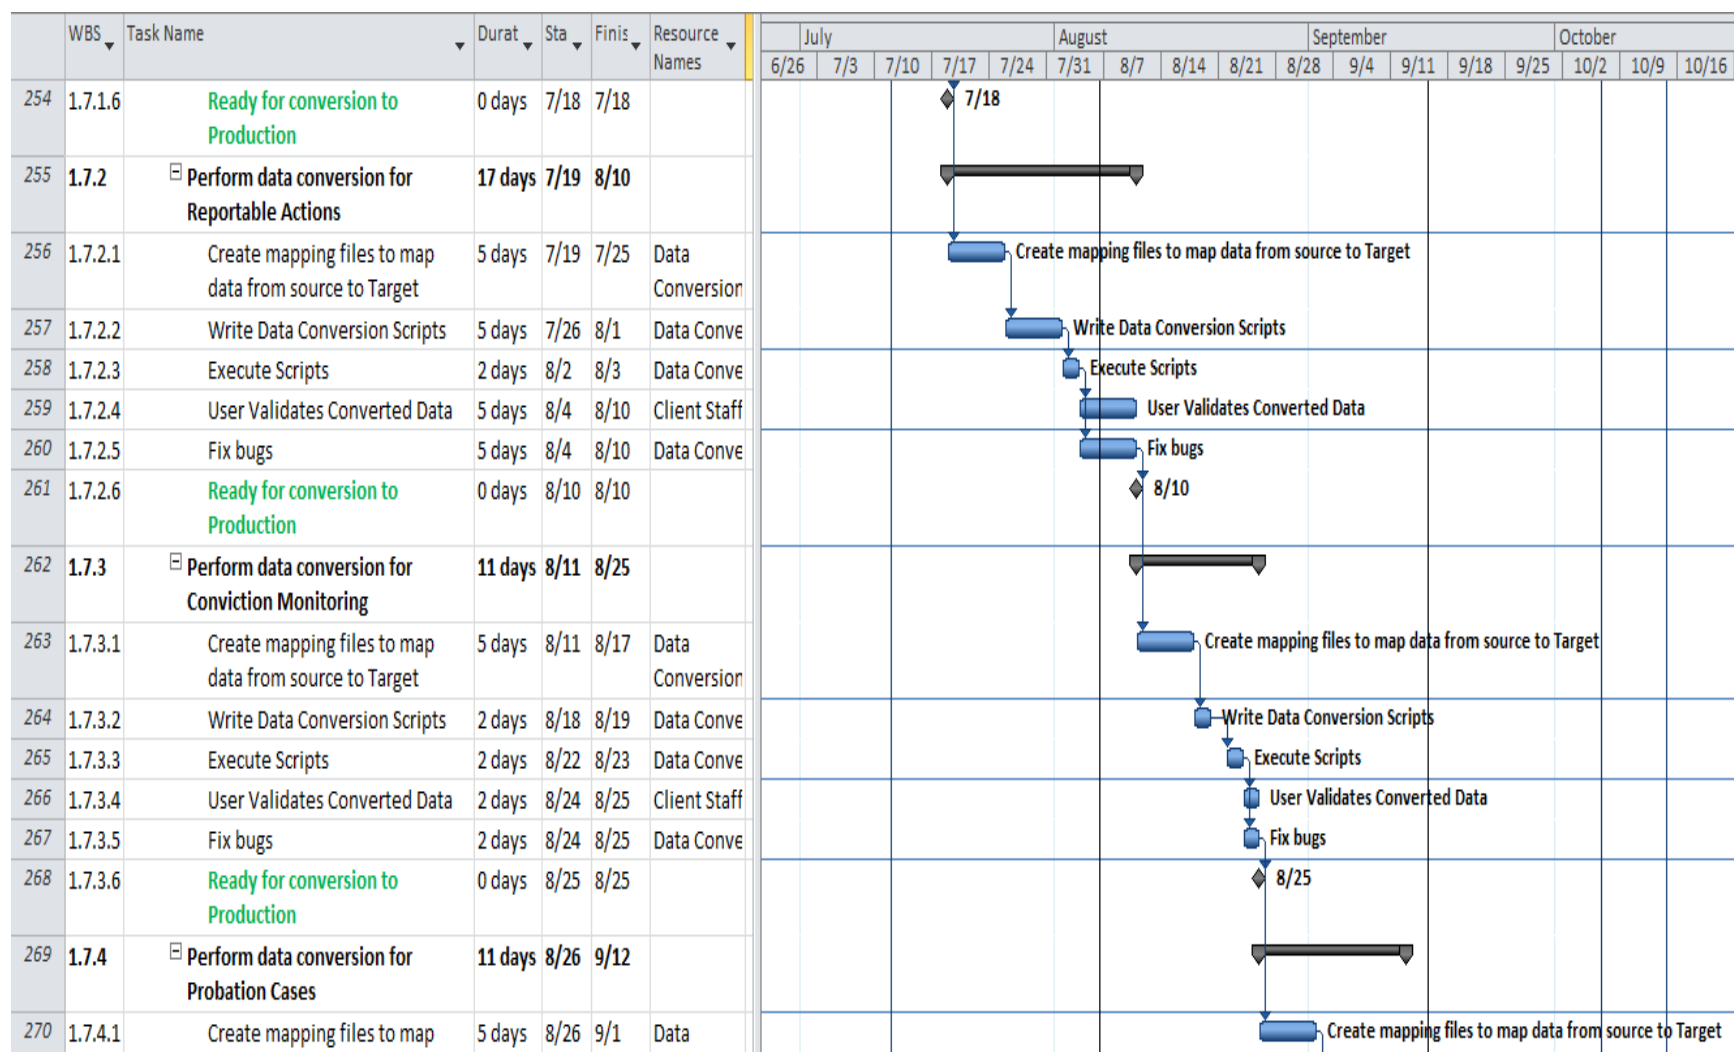 WBS Task Name Durat Sta Finis Resource Names
July August September October
6/26 7/3 7/10 7/17 7/24 7/31 8/7 8/14 8/21 8/28 9/4 9/11 9/18 9/25 10/2 10/9 10/16
254 1.7.1.6 Ready for conversion to 0 days 7/18 7/18 7/18
Production
255 1.7.2 Perform data conversion for 17 days 7/19 8/10
Reportable Actions
256 1.7.2.1 Create mapping files to map 5 days 7/19 7/25 Data Create mapping files to map data from source to Target
data from source to Target Conversion
257 1.7.2.2 Write Data Conversion Scripts 5 days 7/26 8/1 Data Conve Write Data Conversion Scripts
258 1.7.2.3 Execute Scripts 2 days 8/2 8/3 Data Conve Execute Scripts
259 1.7.2.4 User Validates Converted Data 5 days 8/4 8/10 Client Staff User Validates Converted Data
260 1.7.2.5 Fix bugs 5 days 8/4 8/10 Data Conve Fix bugs
261 1.7.2.6 Ready for conversion to 0 days 8/10 8/10 8/10
Production
262 1.7.3 Perform data conversion for 11 days 8/11 8/25
Conviction Monitoring
263 1.7.3.1 Create mapping files to map 5 days 8/11 8/17 Data Create mapping files to map data from source to Target
data from source to Target Conversion
264 1.7.3.2 Write Data Conversion Scripts 2 days 8/18 8/19 Data Conve Write Data Conversion Scripts
265 1.7.3.3 Execute Scripts 2 days 8/22 8/23 Data Conve Execute Scripts
266 1.7.3.4 User Validates Converted Data 2 days 8/24 8/25 Client Staff User Validates Converted Data
267 1.7.3.5 Fix bugs 2 days 8/24 8/25 Data Conve Fix bugs
268 1.7.3.6 Ready for conversion to 0 days 8/25 8/25 8/25
Production
269 1.7.4 Perform data conversion for 11 days 8/26 9/12
Probation Cases
270 1.7.4.1 Create mapping files to map 5 days 8/26 9/1 Data Create mapping files to map data from source to Target